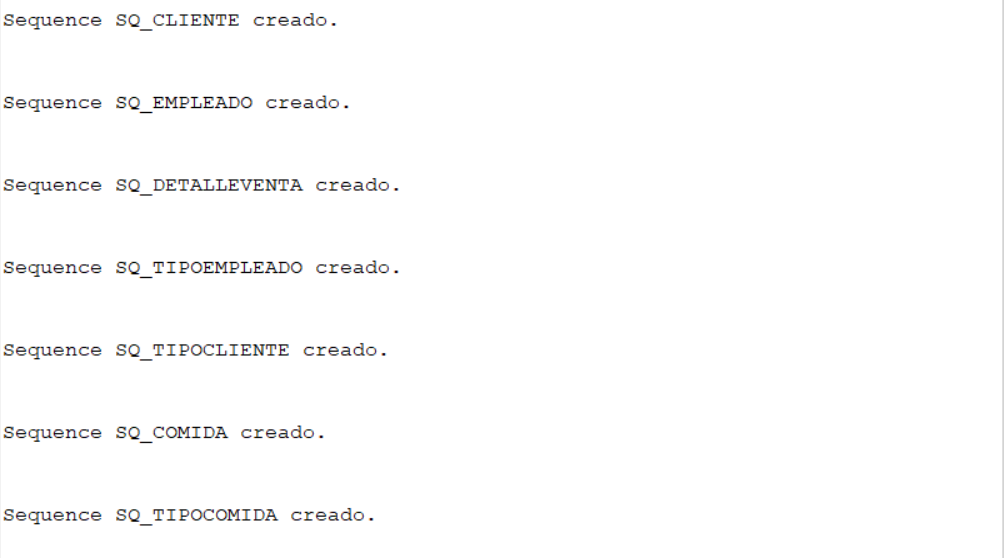 Sequence SQ_CLIENTE creado.
Sequence SQ_EMPLEADO creado.
Sequence SQ_DETALLEVENTA creado.
Sequence SQ_TIPOEMPLEADO creado.
Sequence SQ_TIPOCLIENTE creado.
Sequence SQ_COMIDA creado.
Sequence SQ_TIPOCOMIDA creado.